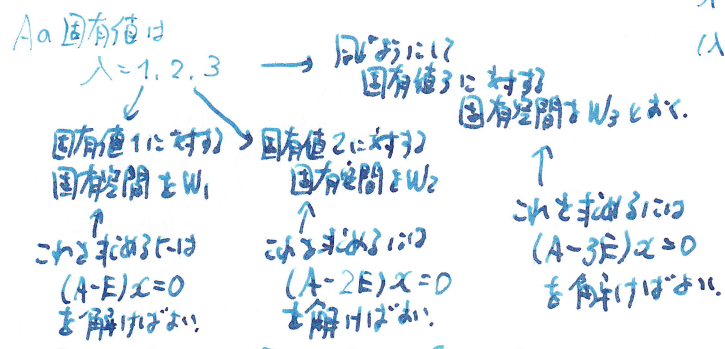 Aの固有値は
λ=1, 2, 3
同じようにして
固有値3に対する
固有空間をW₃とおく.
固有値1に対する
固有空間をW₁
固有値2に対する
固有空間をW₂
これを求めるには
(A-E)x=0
を解けばよい.
これを求めるには
(A-2E)x=0
を解けばよい.
これを求めるには
(A-3E)x=0
を解けばよい.
(λ